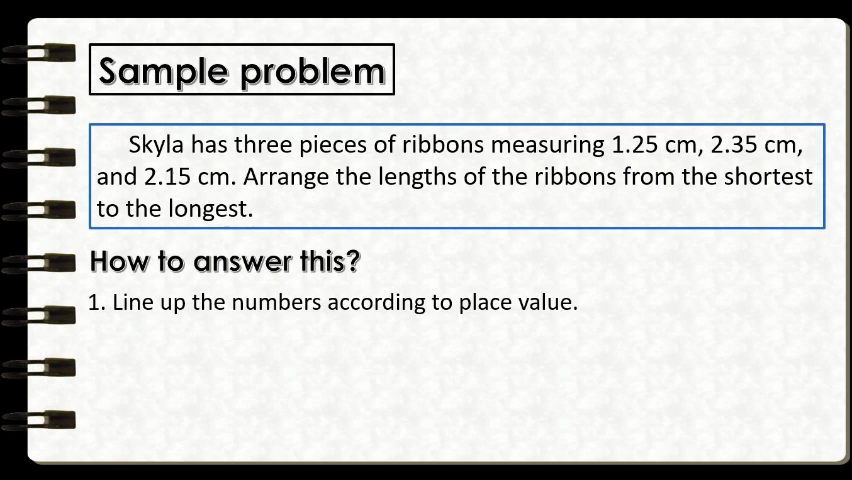 Sample problem
Skyla has three pieces of ribbons measuring 1.25 cm, 2.35 cm,
and 2.15 cm. Arrange the lengths of the ribbons from the shortest
to the longest.
How to answer this?
1. Line up the numbers according to place value.